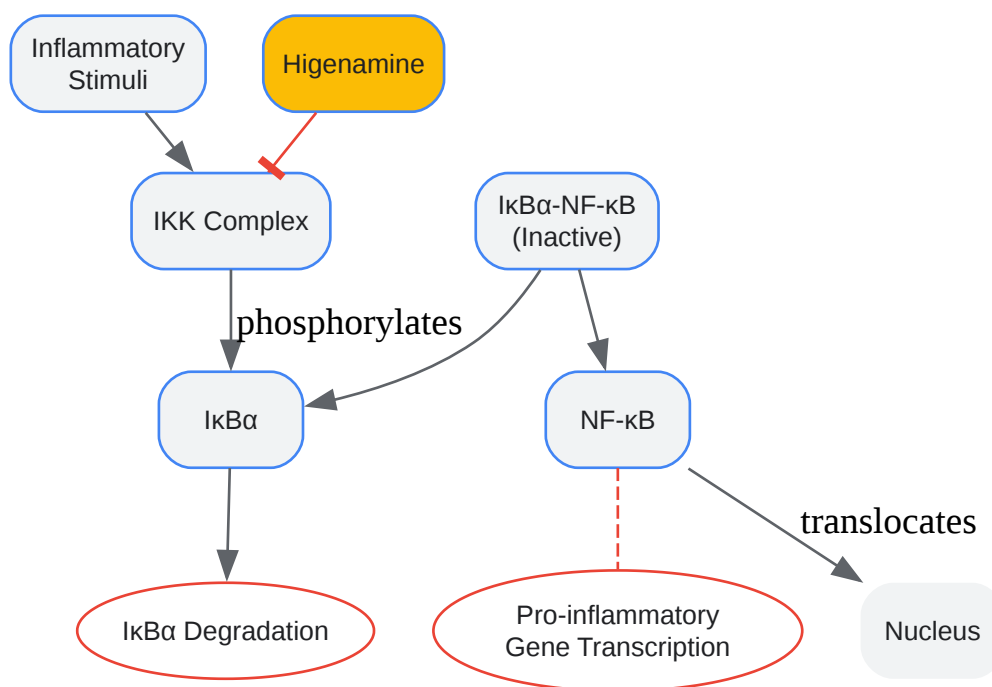 Inflammatory
Stimuli
Higenamine
IKK Complex
IκBα-NF-κB
(Inactive)
phosphorylates
IκBα
NF-κB
translocates
IκBα Degradation
Pro-inflammatory
Gene Transcription
Nucleus